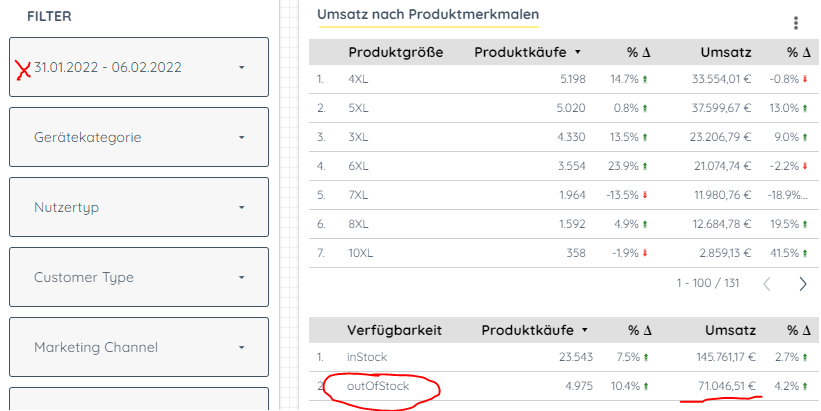 FILTER
31.01.2022 - 06.02.2022
Gerätekategorie
Nutzertyp
Customer Type
Marketing Channel
Umsatz nach Produktmerkmalen
Produktgröße Produktkäufe % Δ Umsatz % Δ
1. 4XL 5.198 14.7% 33.554,01 € -0.8%
2. 5XL 5.020 0.8% 37.599,67 € 13.0%
3. 3XL 4.330 13.5% 23.206,79 € 9.0%
4. 6XL 3.554 23.9% 21.074,74 € -2.2%
5. 7XL 1.964 -13.5% 11.980,76 € -18.9%...
6. 8XL 1.592 4.9% 12.684,78 € 19.5%
7. 10XL 358 -1.9% 2.859,13 € 41.5%
1 - 100 / 131
Verfügbarkeit Produktkäufe % Δ Umsatz % Δ
1. inStock 23.543 7.5% 145.761,17 € 2.7%
2. outOfStock 4.975 10.4% 71.046,51 € 4.2%